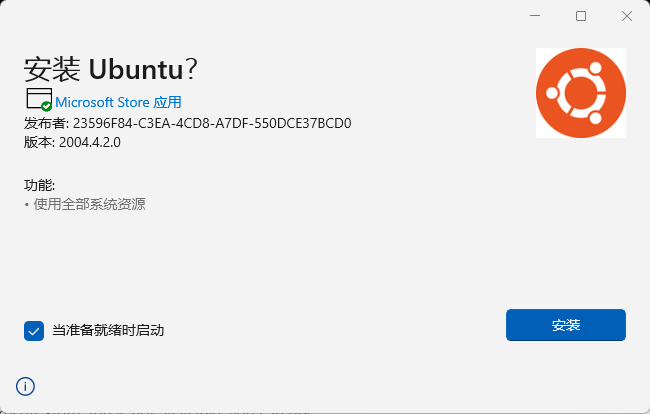 安装 Ubuntu?
Microsoft Store 应用
发布者: 23596F84-C3EA-4CD8-A7DF-550DCE37BCD0
版本: 2004.4.2.0
功能:
• 使用全部系统资源
当准备就绪时启动
安装